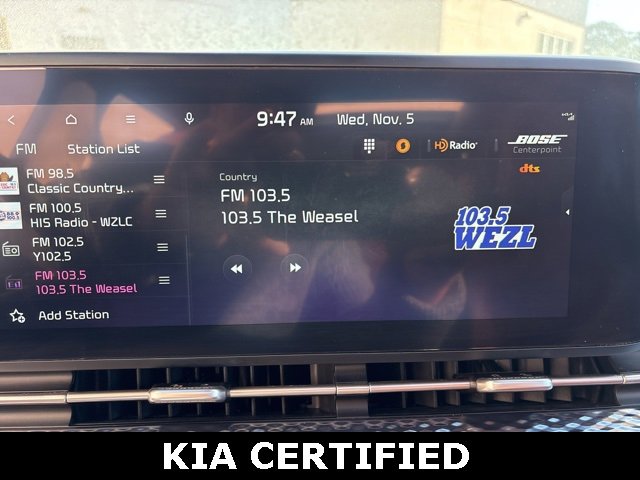 9:47 AM Wed, Nov. 5
FM Station List
HD Radio
BOSE
Centerpoint
dts
FM 98.5
Classic Country...
FM 100.5
HIS Radio - WZLC
FM 102.5
Y102.5
FM 103.5
103.5 The Weasel
Add Station
Country
FM 103.5
103.5 The Weasel
103.5
WEZL
KIA CERTIFIED